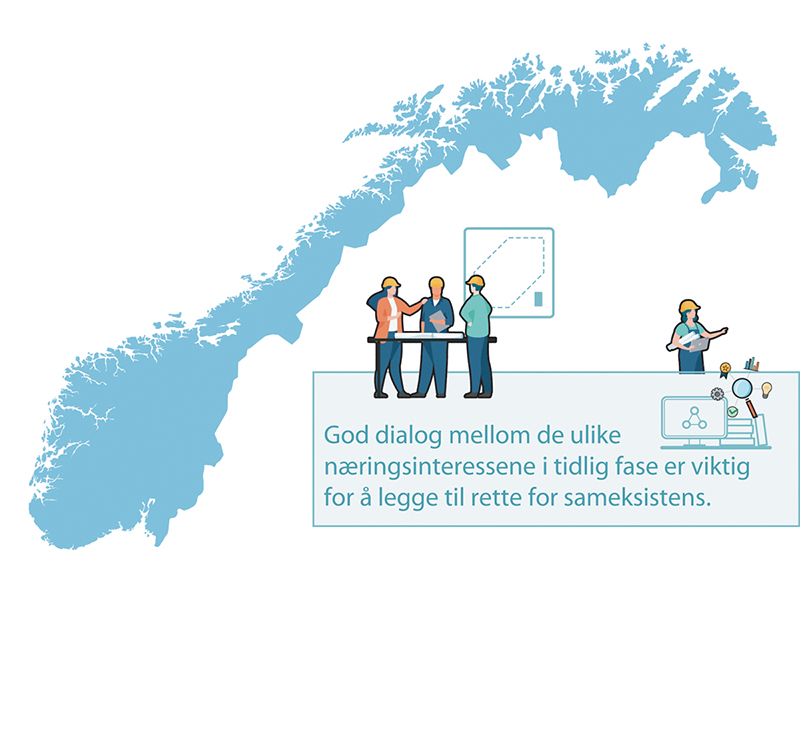 God dialog mellom de ulike
næringsinteressene i tidlig fase er viktig
for å legge til rette for sameksistens.